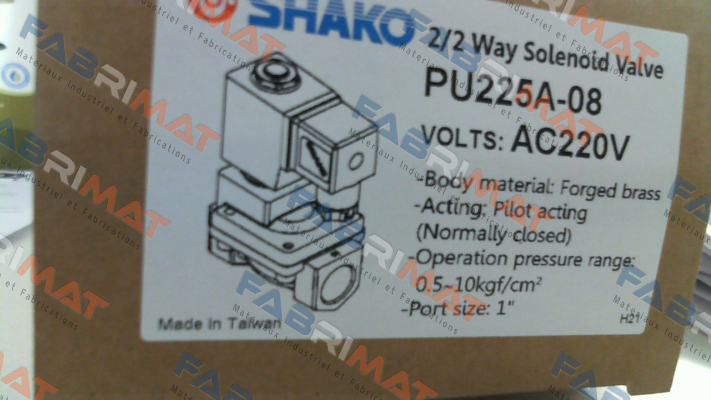 SHAKO 2/2 Way Solenoid Valve
PU225A-08
VOLTS: AC220V
-Body material: Forged brass
-Acting: Pilot acting
(Normally closed)
-Operation pressure range:
0.5~10kgf/cm²
-Port size: 1"
Made In Taiwan
H21
FABRIMAT
Materiaux Industriel et Fabrications